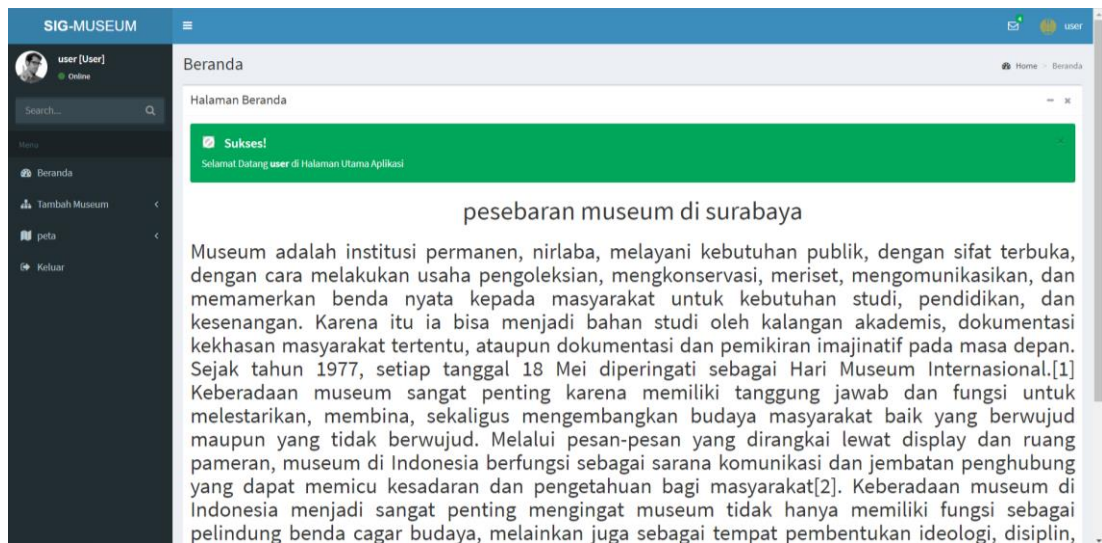 SIG-MUSEUM
user
user [User]
Online
Beranda
Home > Beranda
Search...
Halaman Beranda
Menu
Sukses!
Selamat Datang user di Halaman Utama Aplikasi
Beranda
Tambah Museum
peta
Keluar
pesebaran museum di surabaya
Museum adalah institusi permanen, nirlaba, melayani kebutuhan publik, dengan sifat terbuka,
dengan cara melakukan usaha pengoleksian, mengkonservasi, meriset, mengomunikasikan, dan
memamerkan benda nyata kepada masyarakat untuk kebutuhan studi, pendidikan, dan
kesenangan. Karena itu ia bisa menjadi bahan studi oleh kalangan akademis, dokumentasi
kekhasan masyarakat tertentu, ataupun dokumentasi dan pemikiran imajinatif pada masa depan.
Sejak tahun 1977, setiap tanggal 18 Mei diperingati sebagai Hari Museum Internasional.[1]
Keberadaan museum sangat penting karena memiliki tanggung jawab dan fungsi untuk
melestarikan, membina, sekaligus mengembangkan budaya masyarakat baik yang berwujud
maupun yang tidak berwujud. Melalui pesan-pesan yang dirangkai lewat display dan ruang
pameran, museum di Indonesia berfungsi sebagai sarana komunikasi dan jembatan penghubung
yang dapat memicu kesadaran dan pengetahuan bagi masyarakat[2]. Keberadaan museum di
Indonesia menjadi sangat penting mengingat museum tidak hanya memiliki fungsi sebagai
pelindung benda cagar budaya, melainkan juga sebagai tempat pembentukan ideologi, disiplin,